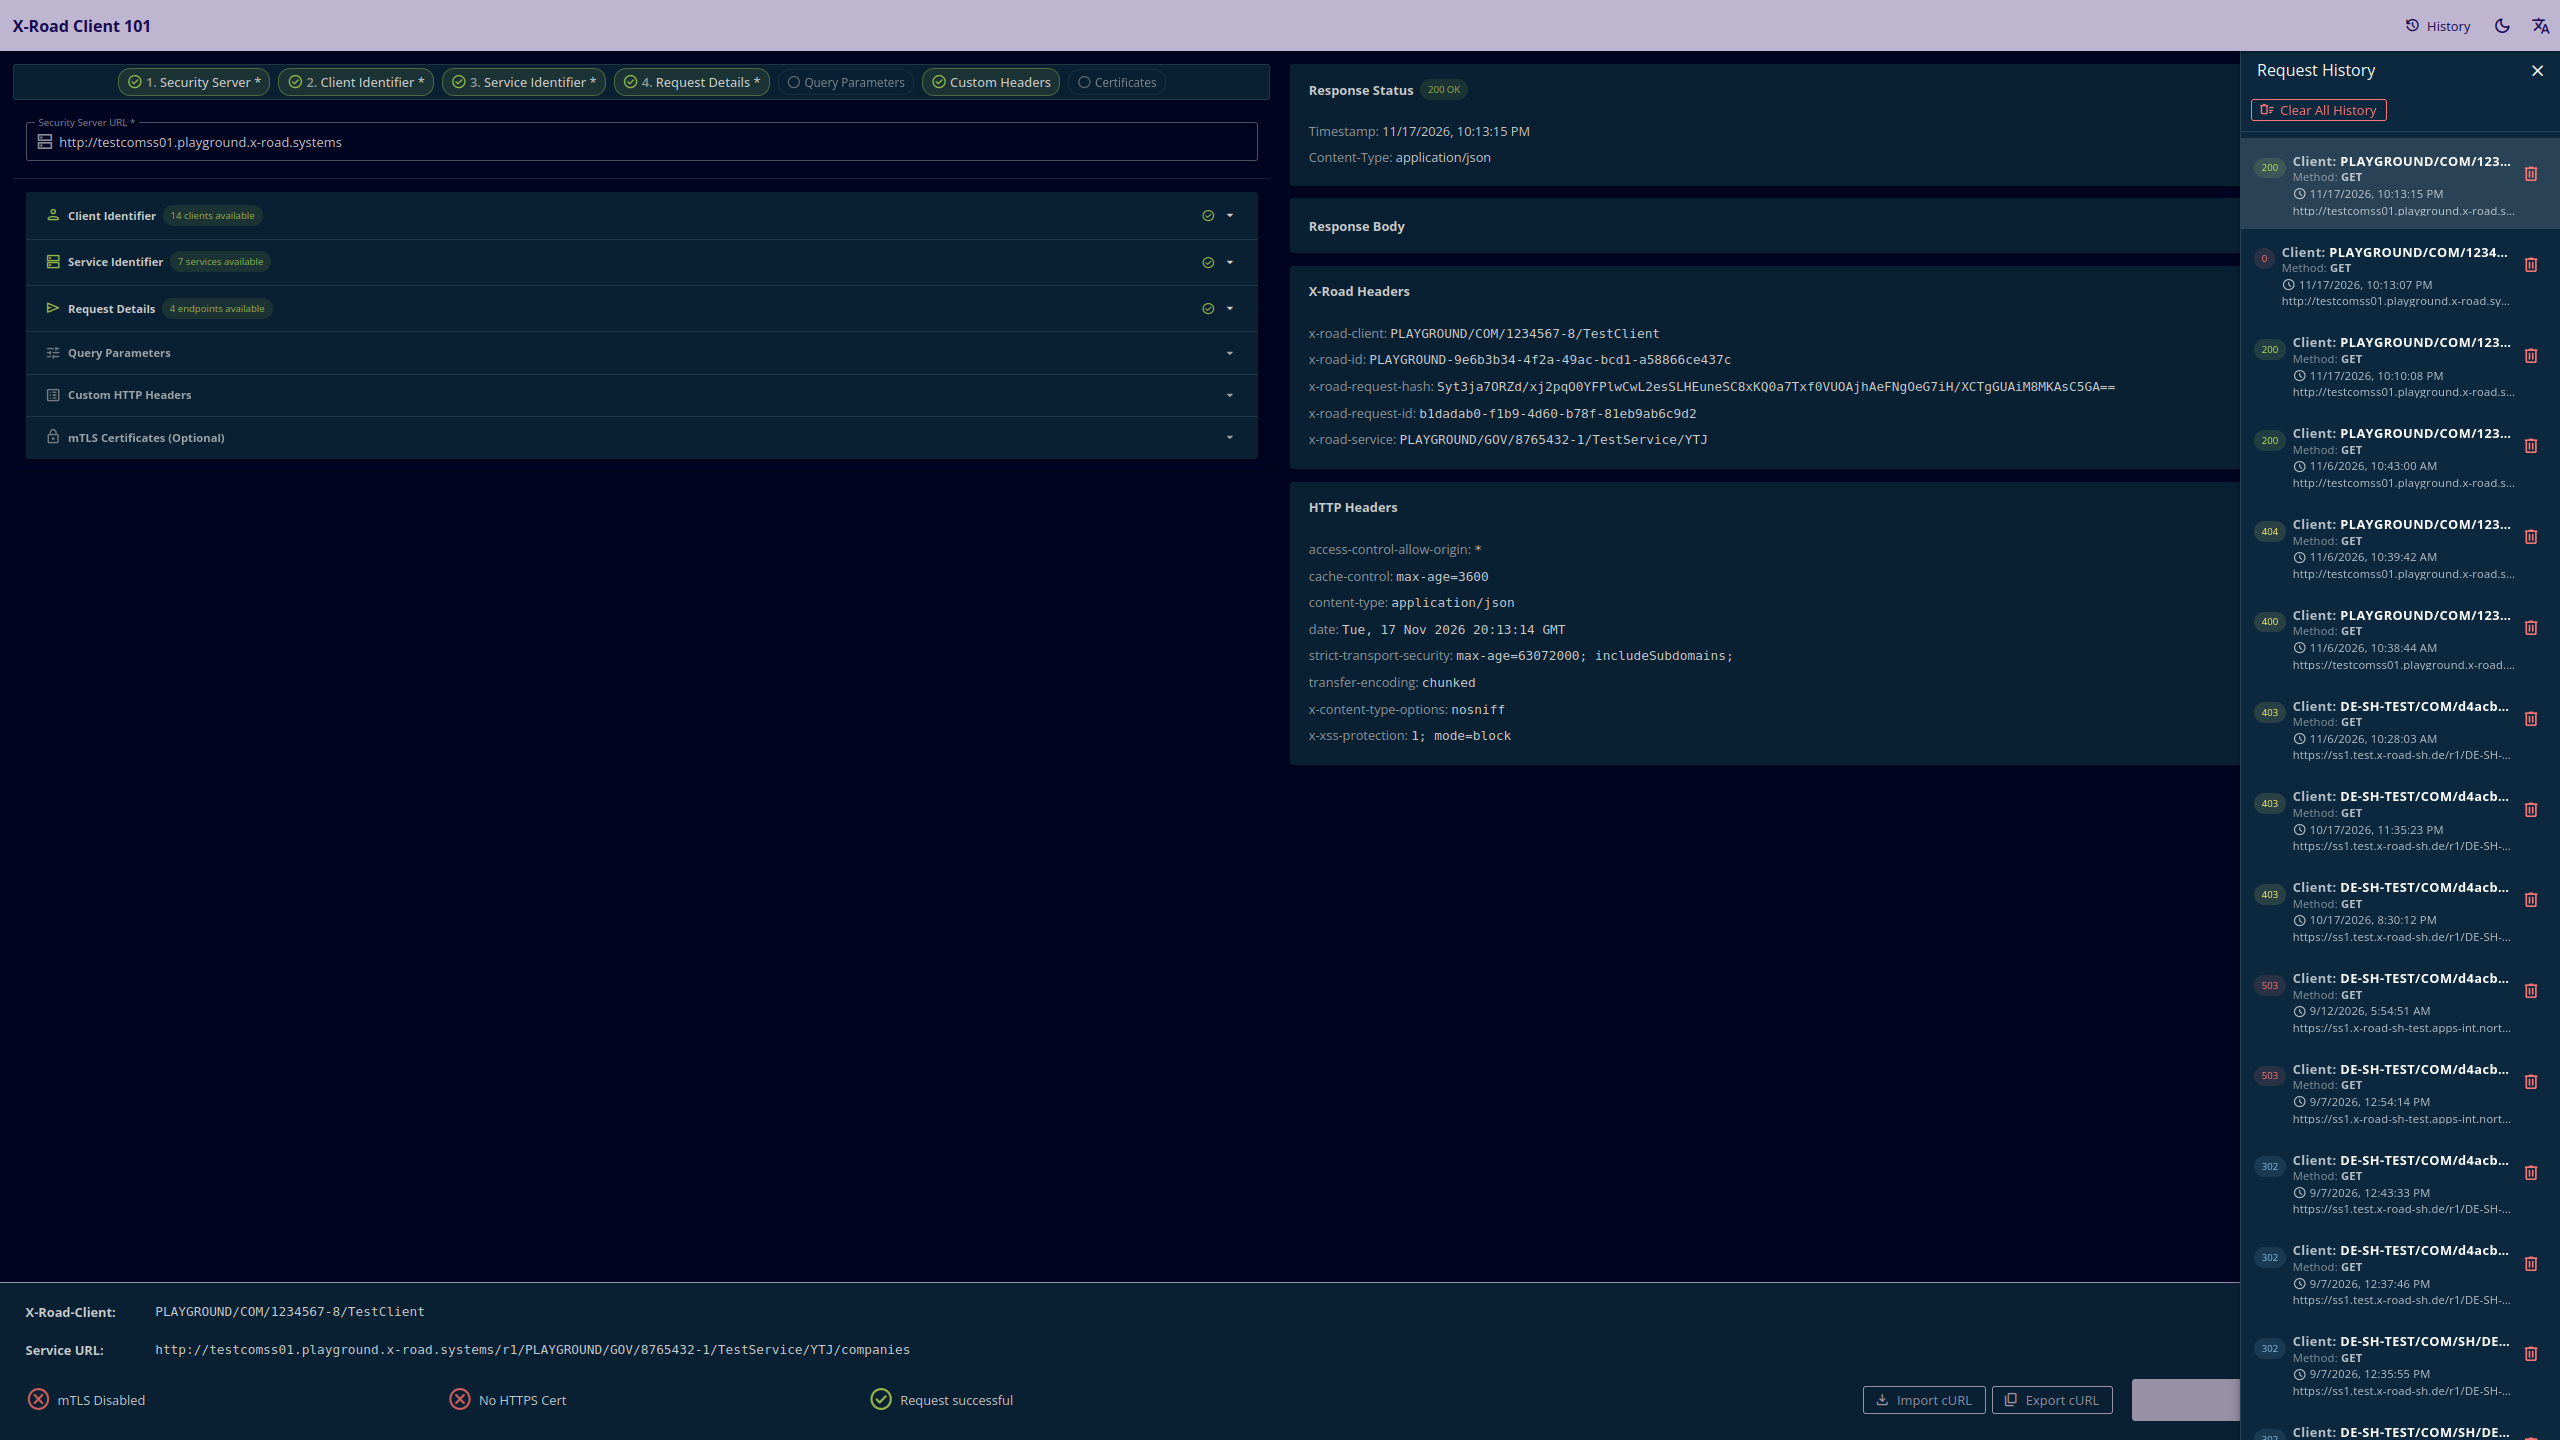 X-Road Client 101
History
1. Security Server *
2. Client Identifier *
3. Service Identifier *
4. Request Details *
Query Parameters
Custom Headers
Certificates
Security Server URL *
http://testcomss01.playground.x-road.systems
Client Identifier 14 clients available
Service Identifier 7 services available
Request Details 4 endpoints available
Query Parameters
Custom HTTP Headers
mTLS Certificates (Optional)
Response Status 200 OK
Timestamp: 11/17/2026, 10:13:15 PM
Content-Type: application/json
Response Body
X-Road Headers
x-road-client: PLAYGROUND/COM/1234567-8/TestClient
x-road-id: PLAYGROUND-9e6b3b34-4f2a-49ac-bcd1-a58866ce437c
x-road-request-hash: Syt3ja7ORZd/xj2pqO0YFPlwCwL2esSLHEuneSC8xKQ0a7Txf0VUOAjhAeFNgOeG7iH/XCTgGUAiM8MKAsC5GA==
x-road-request-id: b1dadab0-f1b9-4d60-b78f-81eb9ab6c9d2
x-road-service: PLAYGROUND/GOV/8765432-1/TestService/YTJ
HTTP Headers
access-control-allow-origin: *
cache-control: max-age=3600
content-type: application/json
date: Tue, 17 Nov 2026 20:13:14 GMT
strict-transport-security: max-age=63072000; includeSubdomains;
transfer-encoding: chunked
x-content-type-options: nosniff
x-xss-protection: 1; mode=block
Request History
Clear All History
200
Client: PLAYGROUND/COM/123...
Method: GET
11/17/2026, 10:13:15 PM
http://testcomss01.playground.x-road.s...
0
Client: PLAYGROUND/COM/1234...
Method: GET
11/17/2026, 10:13:07 PM
http://testcomss01.playground.x-road.sy...
200
Client: PLAYGROUND/COM/123...
Method: GET
11/17/2026, 10:10:08 PM
http://testcomss01.playground.x-road.s...
200
Client: PLAYGROUND/COM/123...
Method: GET
11/6/2026, 10:43:00 AM
http://testcomss01.playground.x-road.s...
404
Client: PLAYGROUND/COM/123...
Method: GET
11/6/2026, 10:39:42 AM
http://testcomss01.playground.x-road.s...
400
Client: PLAYGROUND/COM/123...
Method: GET
11/6/2026, 10:38:44 AM
https://testcomss01.playground.x-road....
403
Client: DE-SH-TEST/COM/d4acb...
Method: GET
11/6/2026, 10:28:03 AM
https://ss1.test.x-road-sh.de/r1/DE-SH-...
403
Client: DE-SH-TEST/COM/d4acb...
Method: GET
10/17/2026, 11:35:23 PM
https://ss1.test.x-road-sh.de/r1/DE-SH-...
403
Client: DE-SH-TEST/COM/d4acb...
Method: GET
10/17/2026, 8:30:12 PM
https://ss1.test.x-road-sh.de/r1/DE-SH-...
503
Client: DE-SH-TEST/COM/d4acb...
Method: GET
9/12/2026, 5:54:51 AM
https://ss1.x-road-sh-test.apps-int.nort...
503
Client: DE-SH-TEST/COM/d4acb...
Method: GET
9/7/2026, 12:54:14 PM
https://ss1.x-road-sh-test.apps-int.nort...
302
Client: DE-SH-TEST/COM/d4acb...
Method: GET
9/7/2026, 12:43:33 PM
https://ss1.test.x-road-sh.de/r1/DE-SH-...
302
Client: DE-SH-TEST/COM/d4acb...
Method: GET
9/7/2026, 12:37:46 PM
https://ss1.test.x-road-sh.de/r1/DE-SH-...
302
Client: DE-SH-TEST/COM/SH/DE...
Method: GET
9/7/2026, 12:35:55 PM
https://ss1.test.x-road-sh.de/r1/DE-SH-...
302
Client: DE-SH-TEST/COM/SH/DE...
X-Road-Client: PLAYGROUND/COM/1234567-8/TestClient
Service URL: http://testcomss01.playground.x-road.systems/r1/PLAYGROUND/GOV/8765432-1/TestService/YTJ/companies
mTLS Disabled
No HTTPS Cert
Request successful
Import cURL
Export cURL